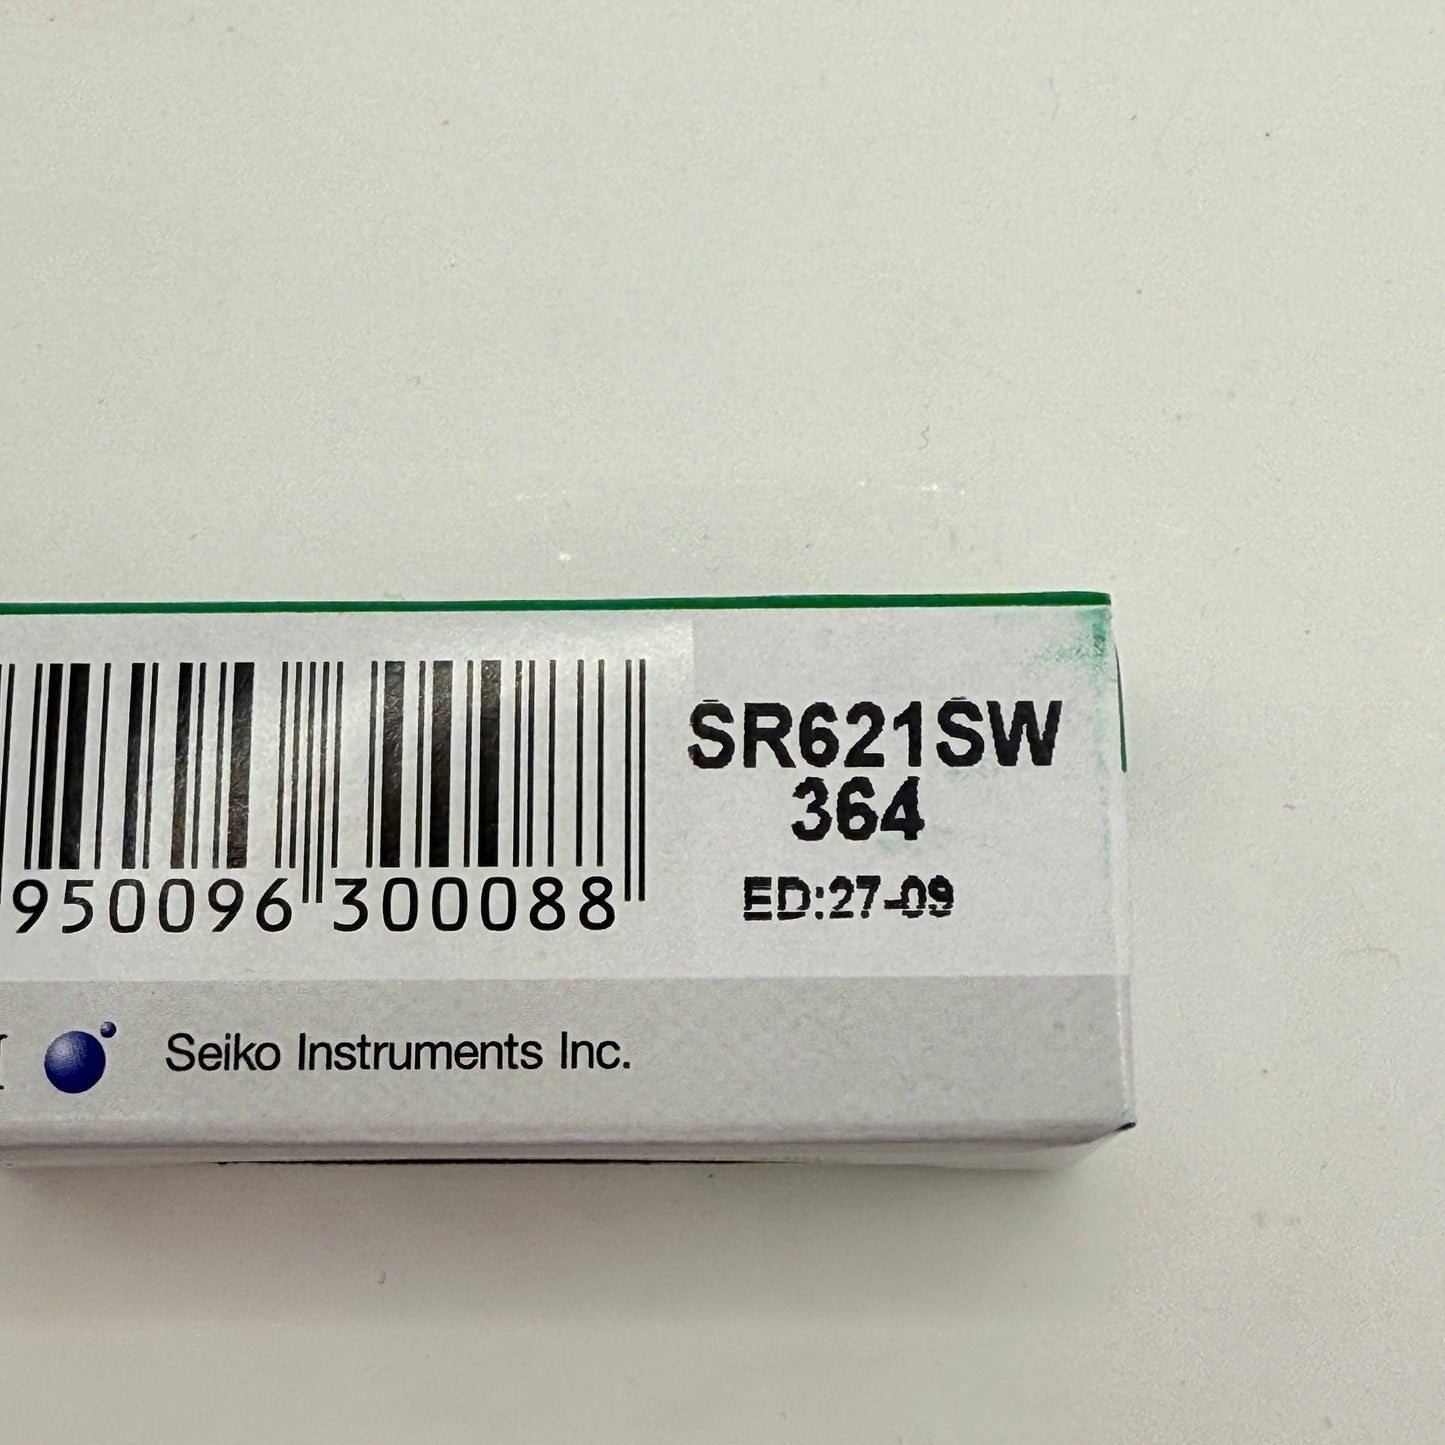 SR621SW
364
950096 300088
ED:27-09
Seiko Instruments Inc.